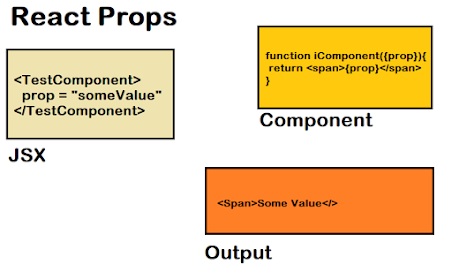 React Props
<TestComponent>
prop = "someValue"
</TestComponent>
JSX
function iComponent({prop}){
return <span>{prop}</span>
}
Component
<Span>Some Value</>
Output